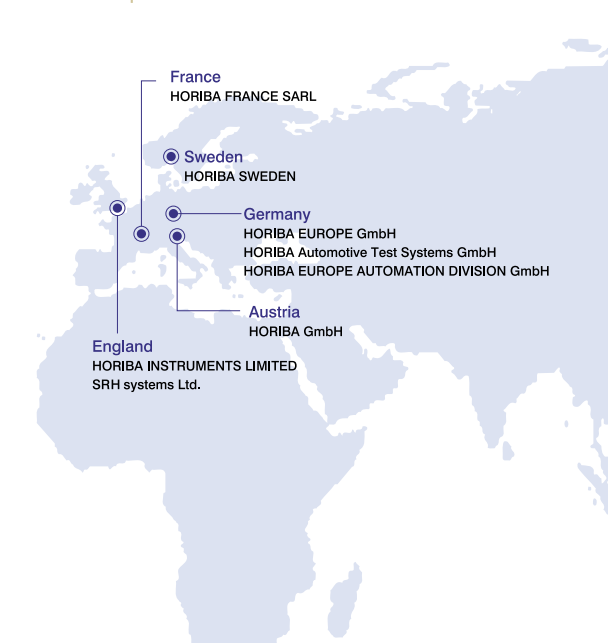 France
HORIBA FRANCE SARL
Sweden
HORIBA SWEDEN
Germany
HORIBA EUROPE GmbH
HORIBA Automotive Test Systems GmbH
HORIBA EUROPE AUTOMATION DIVISION GmbH
Austria
HORIBA GmbH
England
HORIBA INSTRUMENTS LIMITED
SRH systems Ltd.